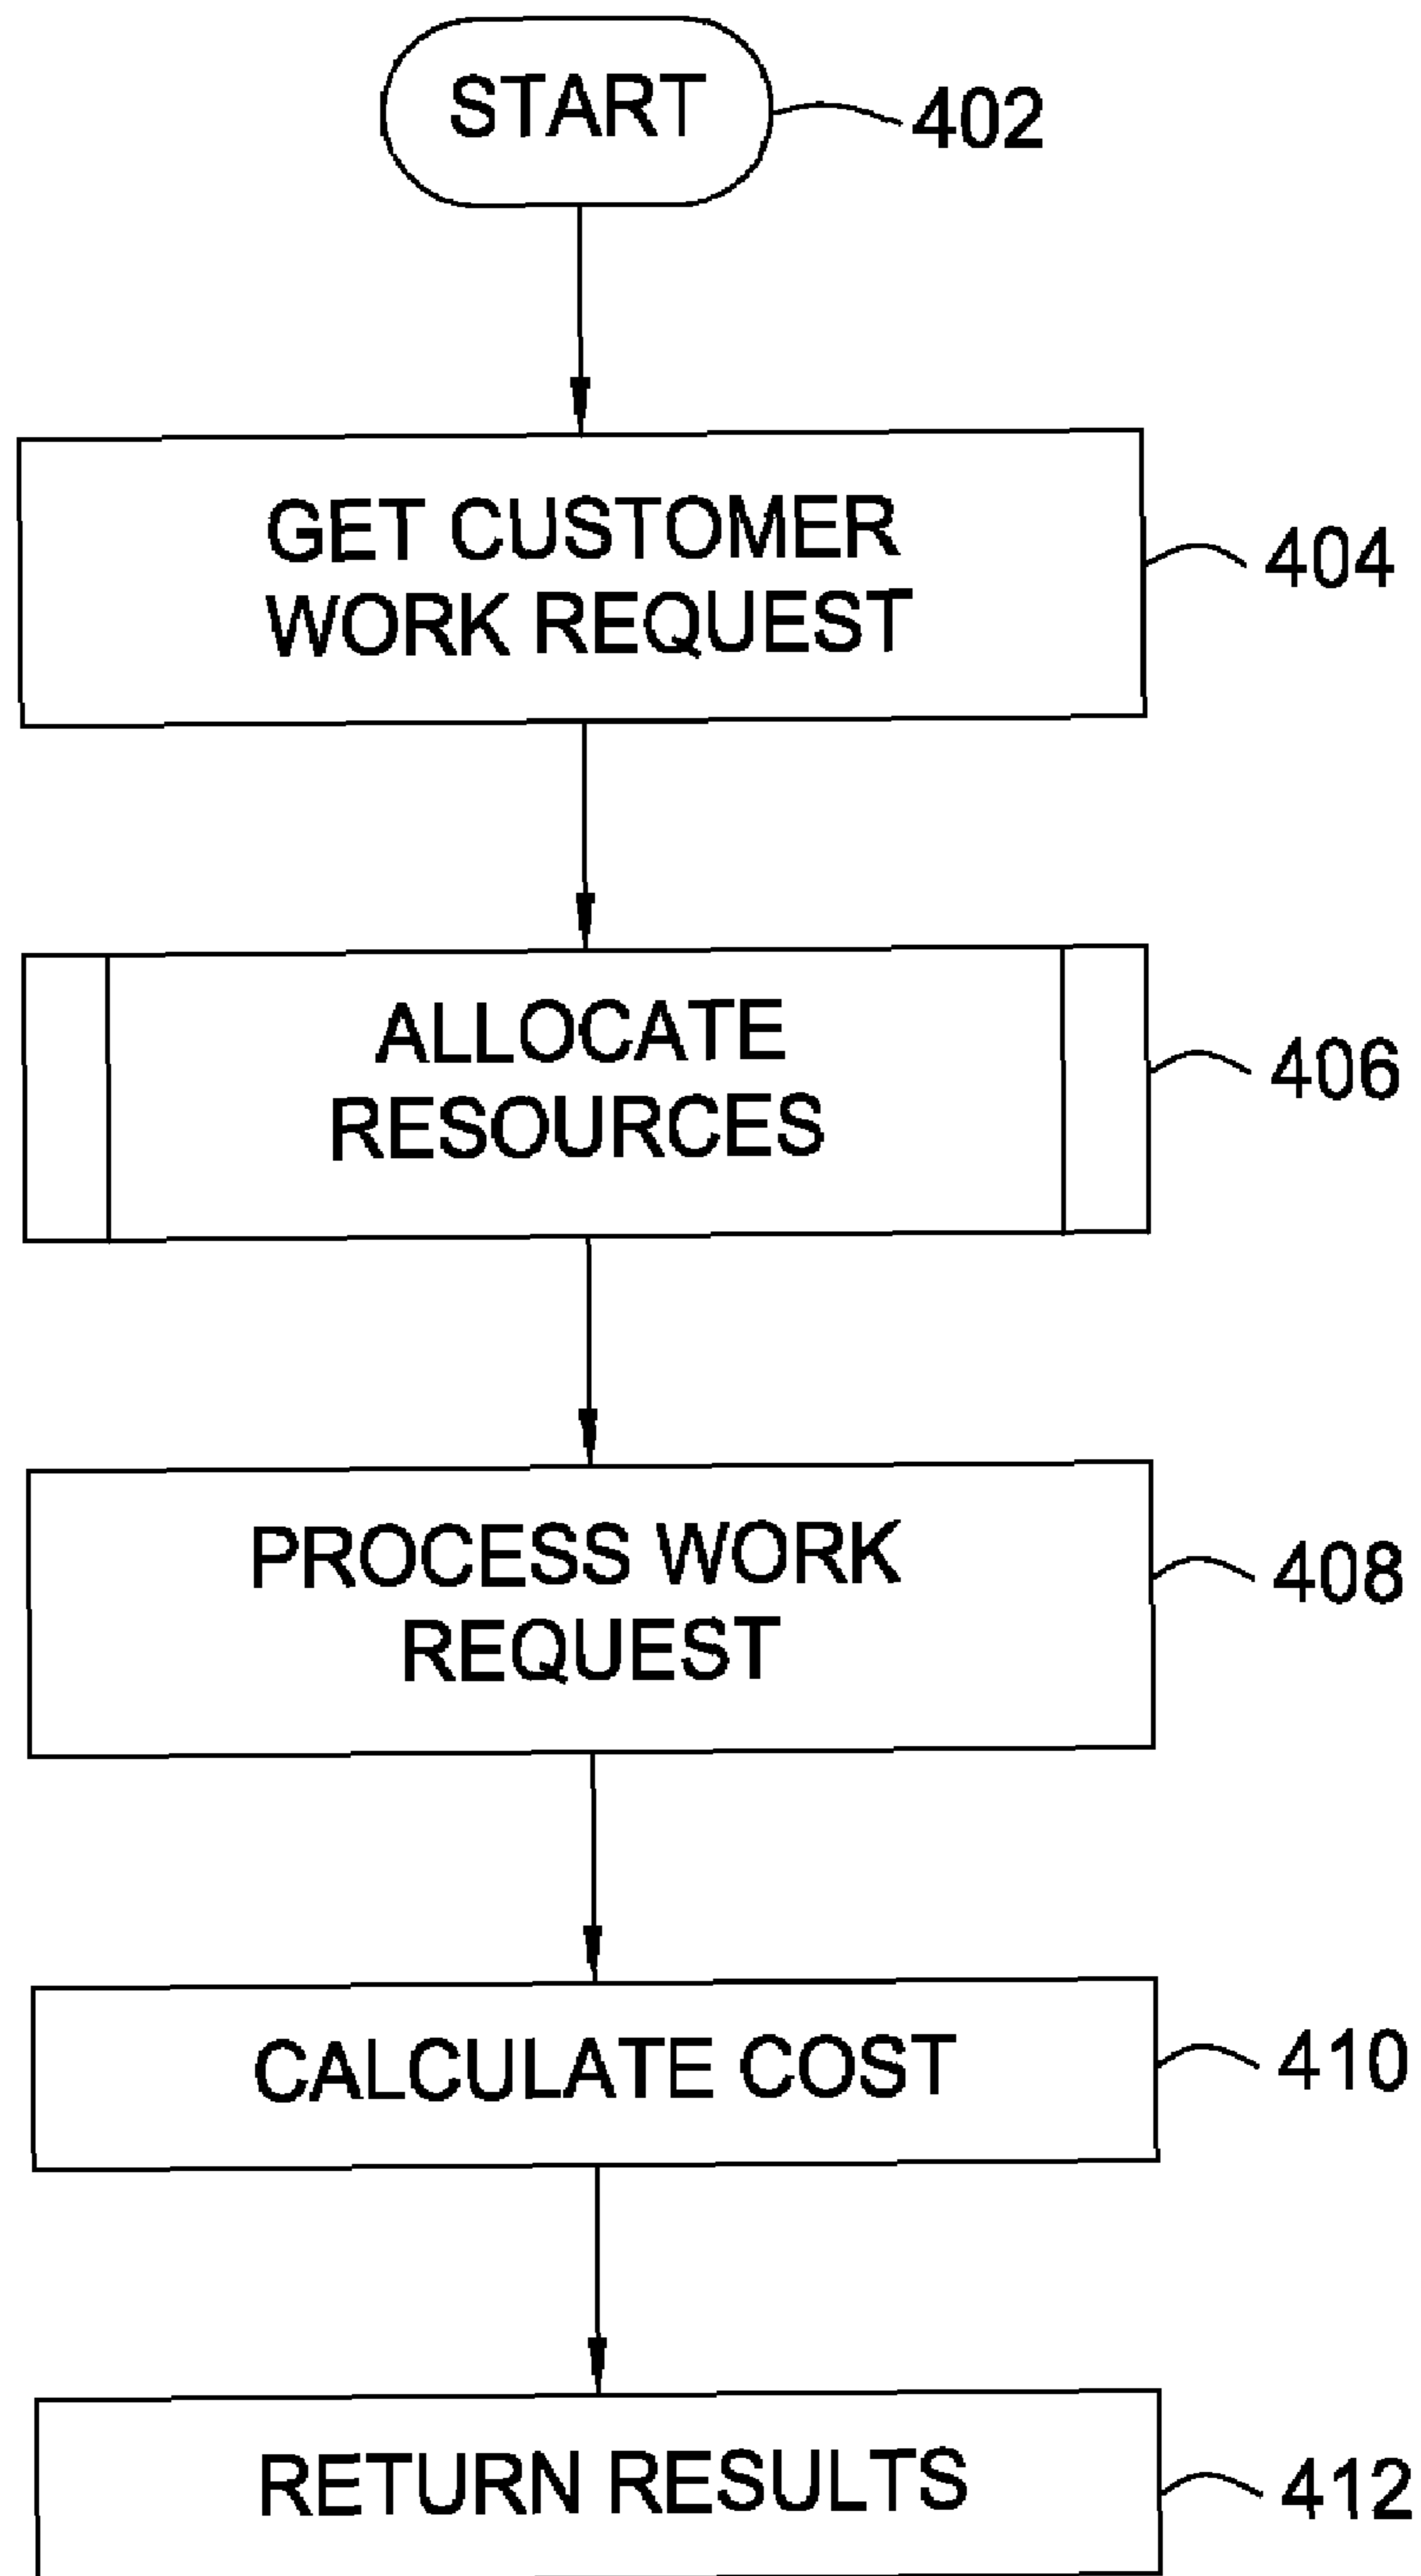 START
402
GET CUSTOMER
WORK REQUEST
404
ALLOCATE
RESOURCES
406
PROCESS WORK
REQUEST
408
CALCULATE COST
410
RETURN RESULTS
412